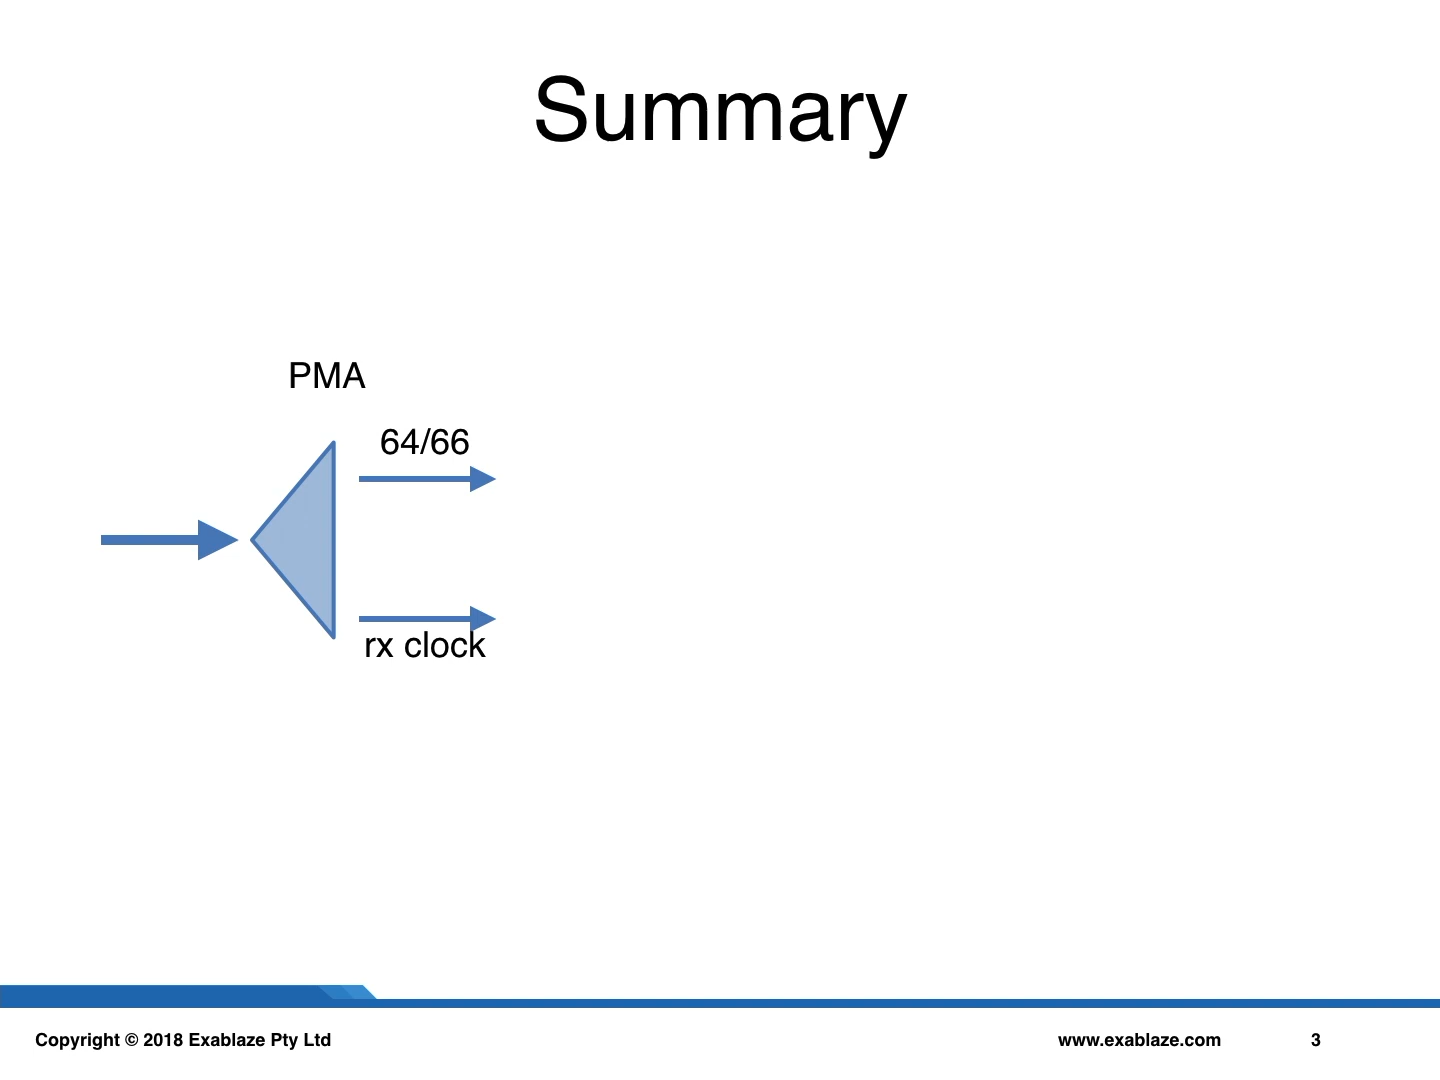 Summary
PMA
64/66
rx clock
Copyright © 2018 Exablaze Pty Ltd
www.exablaze.com
3